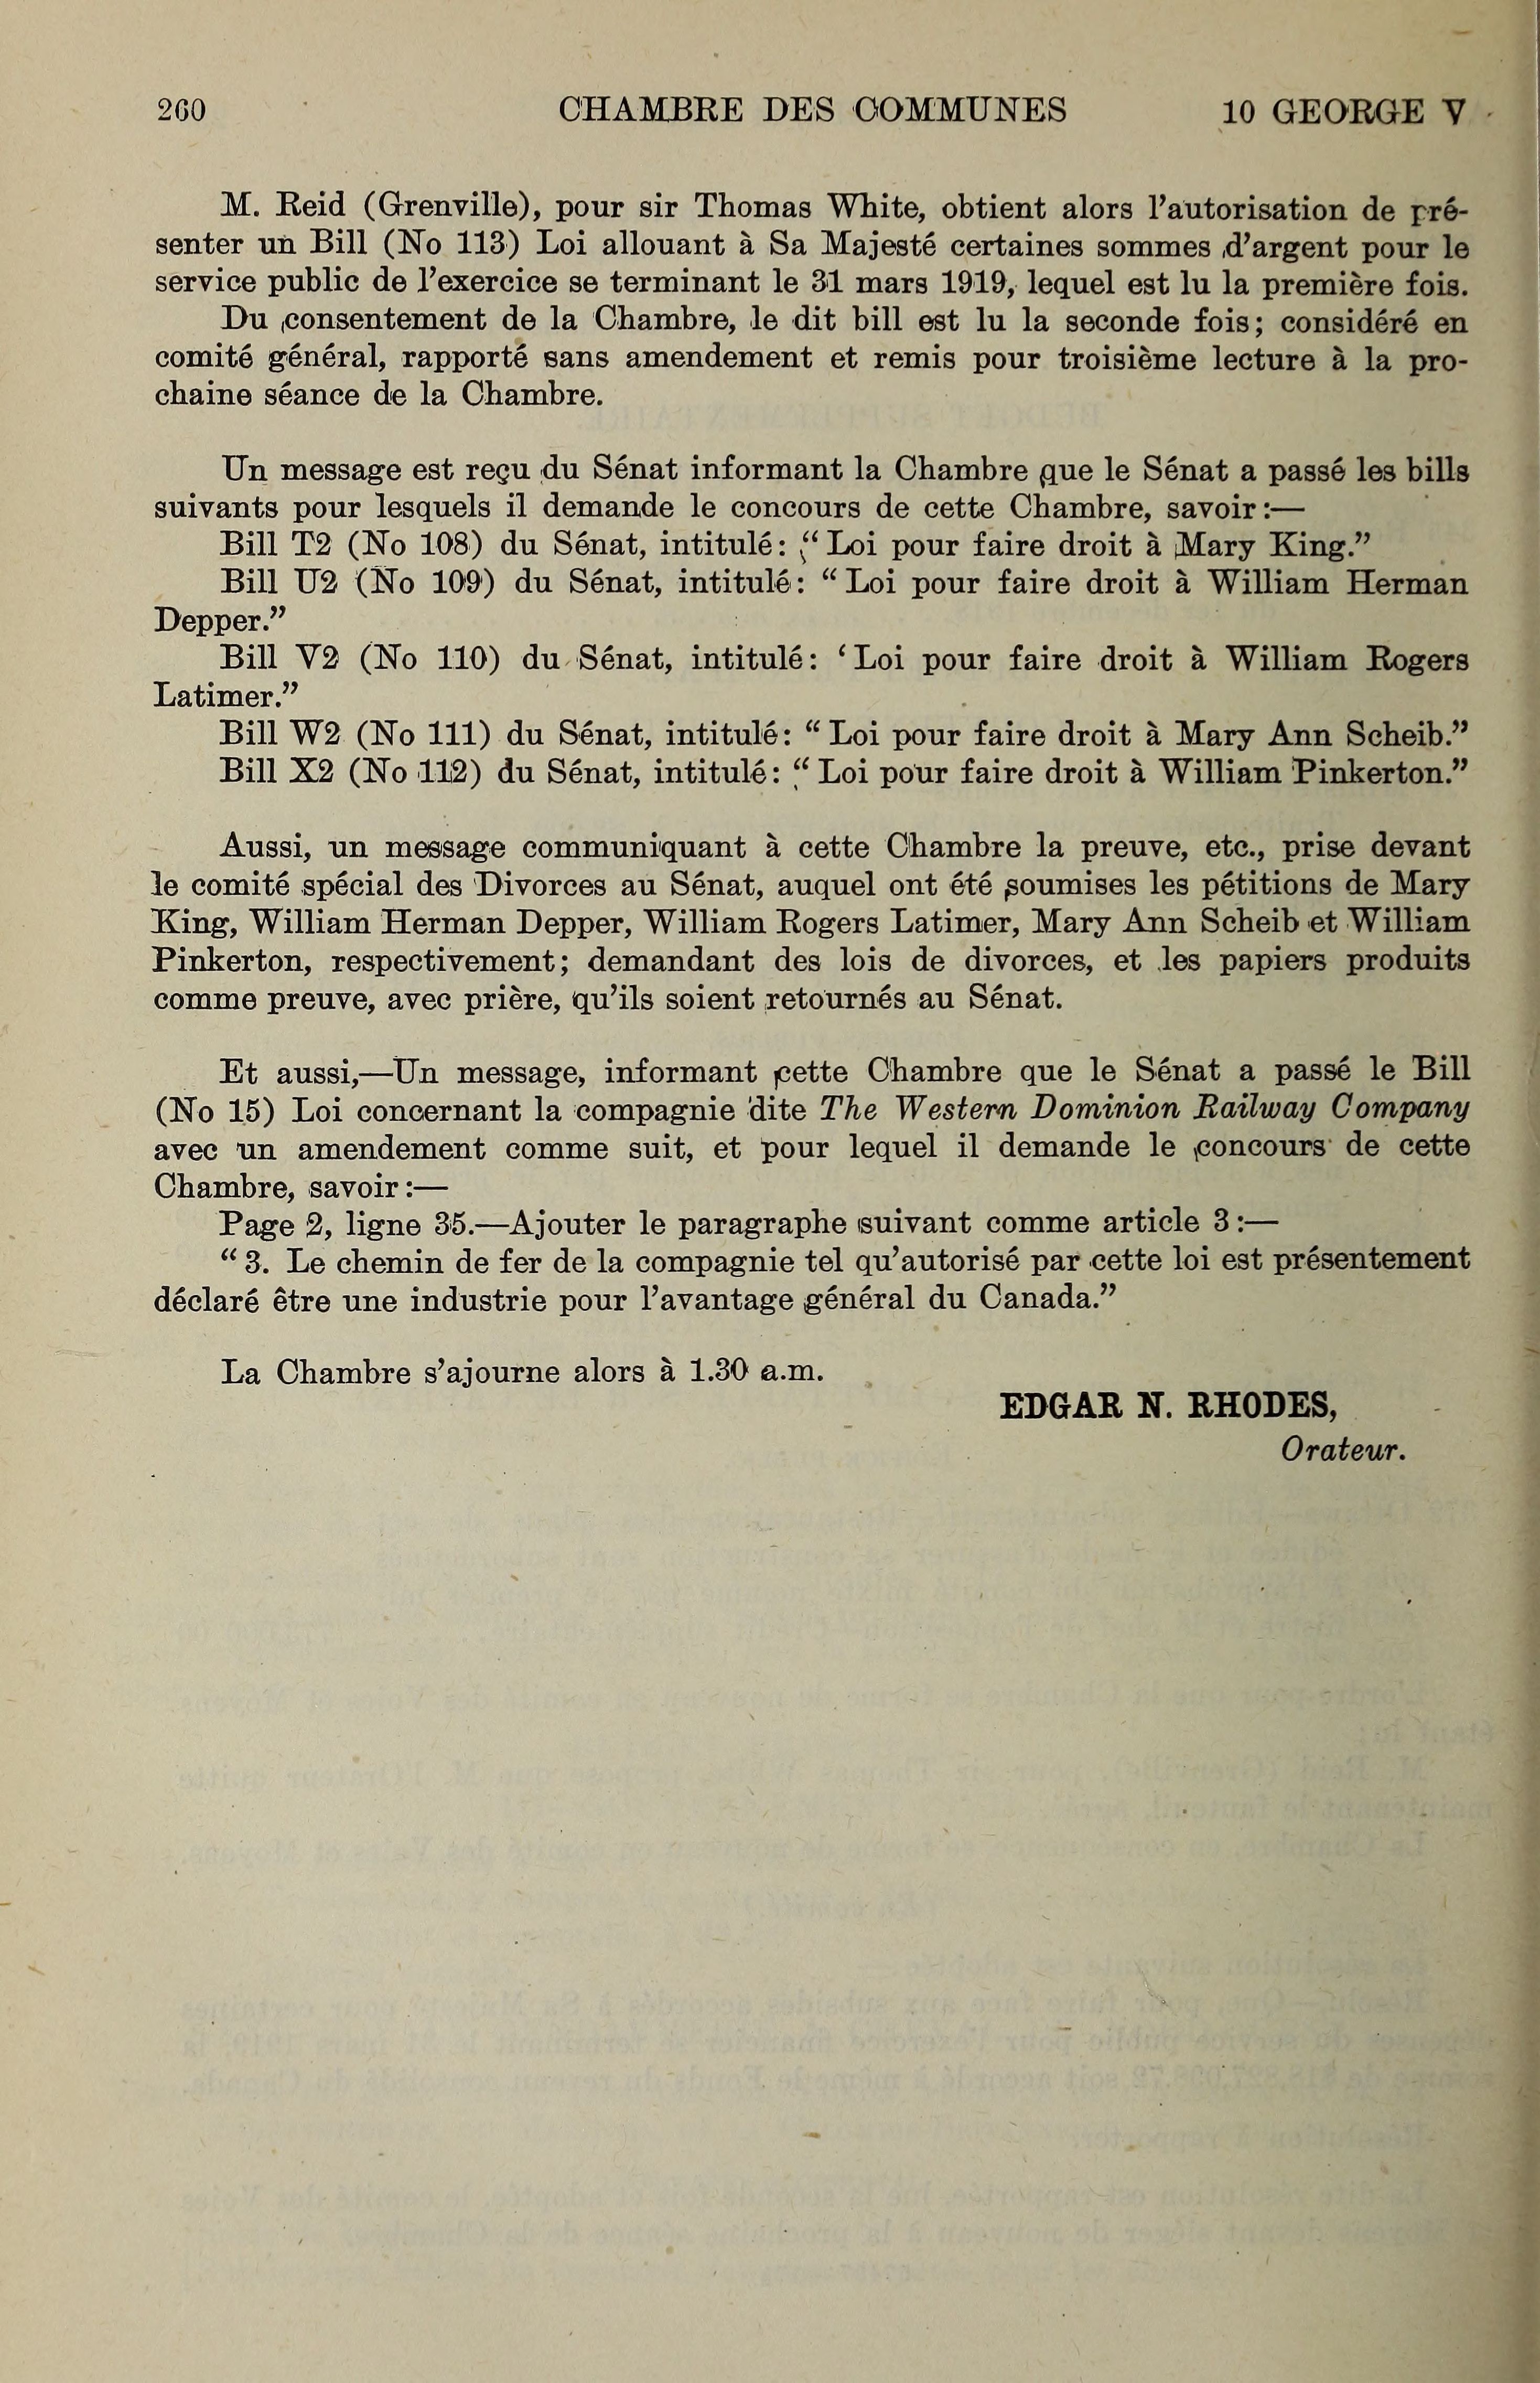 260 CHAMBRE DES COMMUNES 10 GEORGE V
M. Reid (Grenville), pour sir Thomas White, obtient alors l'autorisation de pré-
senter un Bill (No 113) Loi allouant à Sa Majesté certaines sommes d'argent pour le
service public de l'exercice se terminant le 31 mars 1919, lequel est lu la première fois.
Du consentement de la Chambre, le dit bill est lu la seconde fois; considéré en
comité général, rapporté sans amendement et remis pour troisième lecture à la pro-
chaine séance de la Chambre.
Un message est reçu du Sénat informant la Chambre que le Sénat a passé les bills
suivants pour lesquels il demande le concours de cette Chambre, savoir:—
Bill T2 (No 108) du Sénat, intitulé: “Loi pour faire droit à Mary King.”
Bill U2 (No 109) du Sénat, intitulé: “Loi pour faire droit à William Herman
Depper.”
Bill V2 (No 110) du Sénat, intitulé: ‘Loi pour faire droit à William Rogers
Latimer.”
Bill W2 (No 111) du Sénat, intitulé: “Loi pour faire droit à Mary Ann Scheib.”
Bill X2 (No 112) du Sénat, intitulé: “Loi pour faire droit à William Pinkerton.”
Aussi, un message communiquant à cette Chambre la preuve, etc., prise devant
le comité spécial des Divorces au Sénat, auquel ont été soumises les pétitions de Mary
King, William Herman Depper, William Rogers Latimer, Mary Ann Scheib et William
Pinkerton, respectivement; demandant des lois de divorces, et les papiers produits
comme preuve, avec prière, qu'ils soient retournés au Sénat.
Et aussi,—Un message, informant cette Chambre que le Sénat a passé le Bill
(No 15) Loi concernant la compagnie dite The Western Dominion Railway Company
avec un amendement comme suit, et pour lequel il demande le concours de cette
Chambre, savoir:—
Page 2, ligne 35.—Ajouter le paragraphe suivant comme article 3:—
“3. Le chemin de fer de la compagnie tel qu'autorisé par cette loi est présentement
déclaré être une industrie pour l'avantage général du Canada.”
La Chambre s'ajourne alors à 1.30 a.m.
EDGAR N. RHODES,
Orateur.